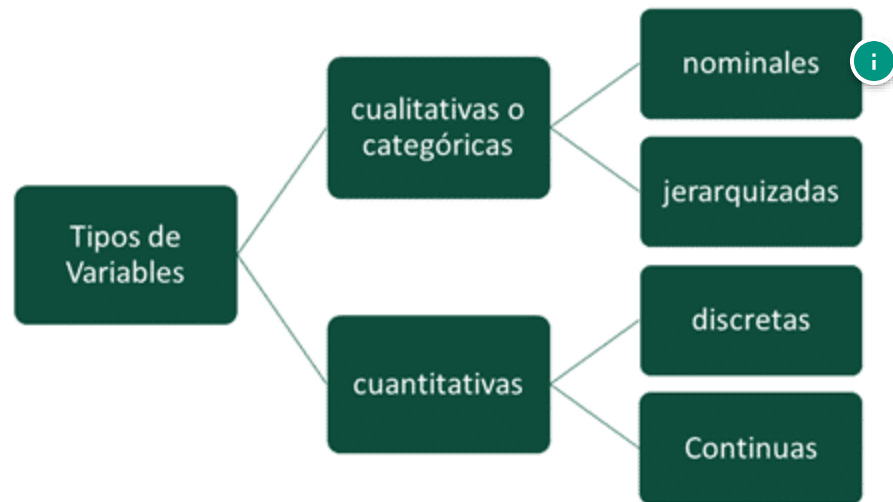 nominales
i
cualitativas o
categóricas
jerarquizadas
Tipos de
Variables
discretas
cuantitativas
Continuas